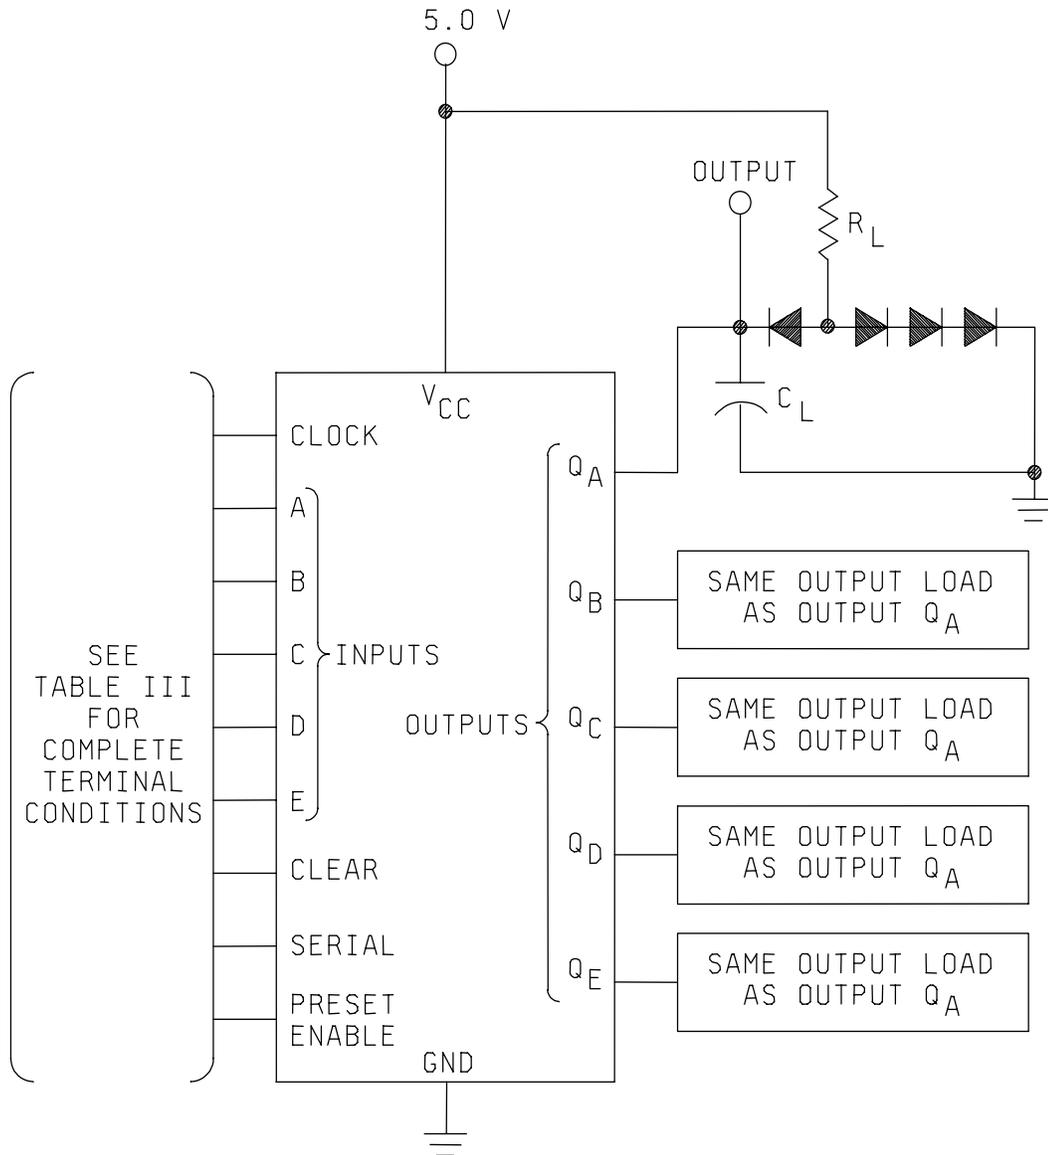 5.0 V
OUTPUT
R L
C L
V CC
CLOCK
A
B
C
D
E
INPUTS
CLEAR
SERIAL
PRESET
ENABLE
GND
OUTPUTS
Q A
Q B
Q C
Q D
Q E
SEE
TABLE III
FOR
COMPLETE
TERMINAL
CONDITIONS
SAME OUTPUT LOAD
AS OUTPUT Q A
SAME OUTPUT LOAD
AS OUTPUT Q A
SAME OUTPUT LOAD
AS OUTPUT Q A
SAME OUTPUT LOAD
AS OUTPUT Q A